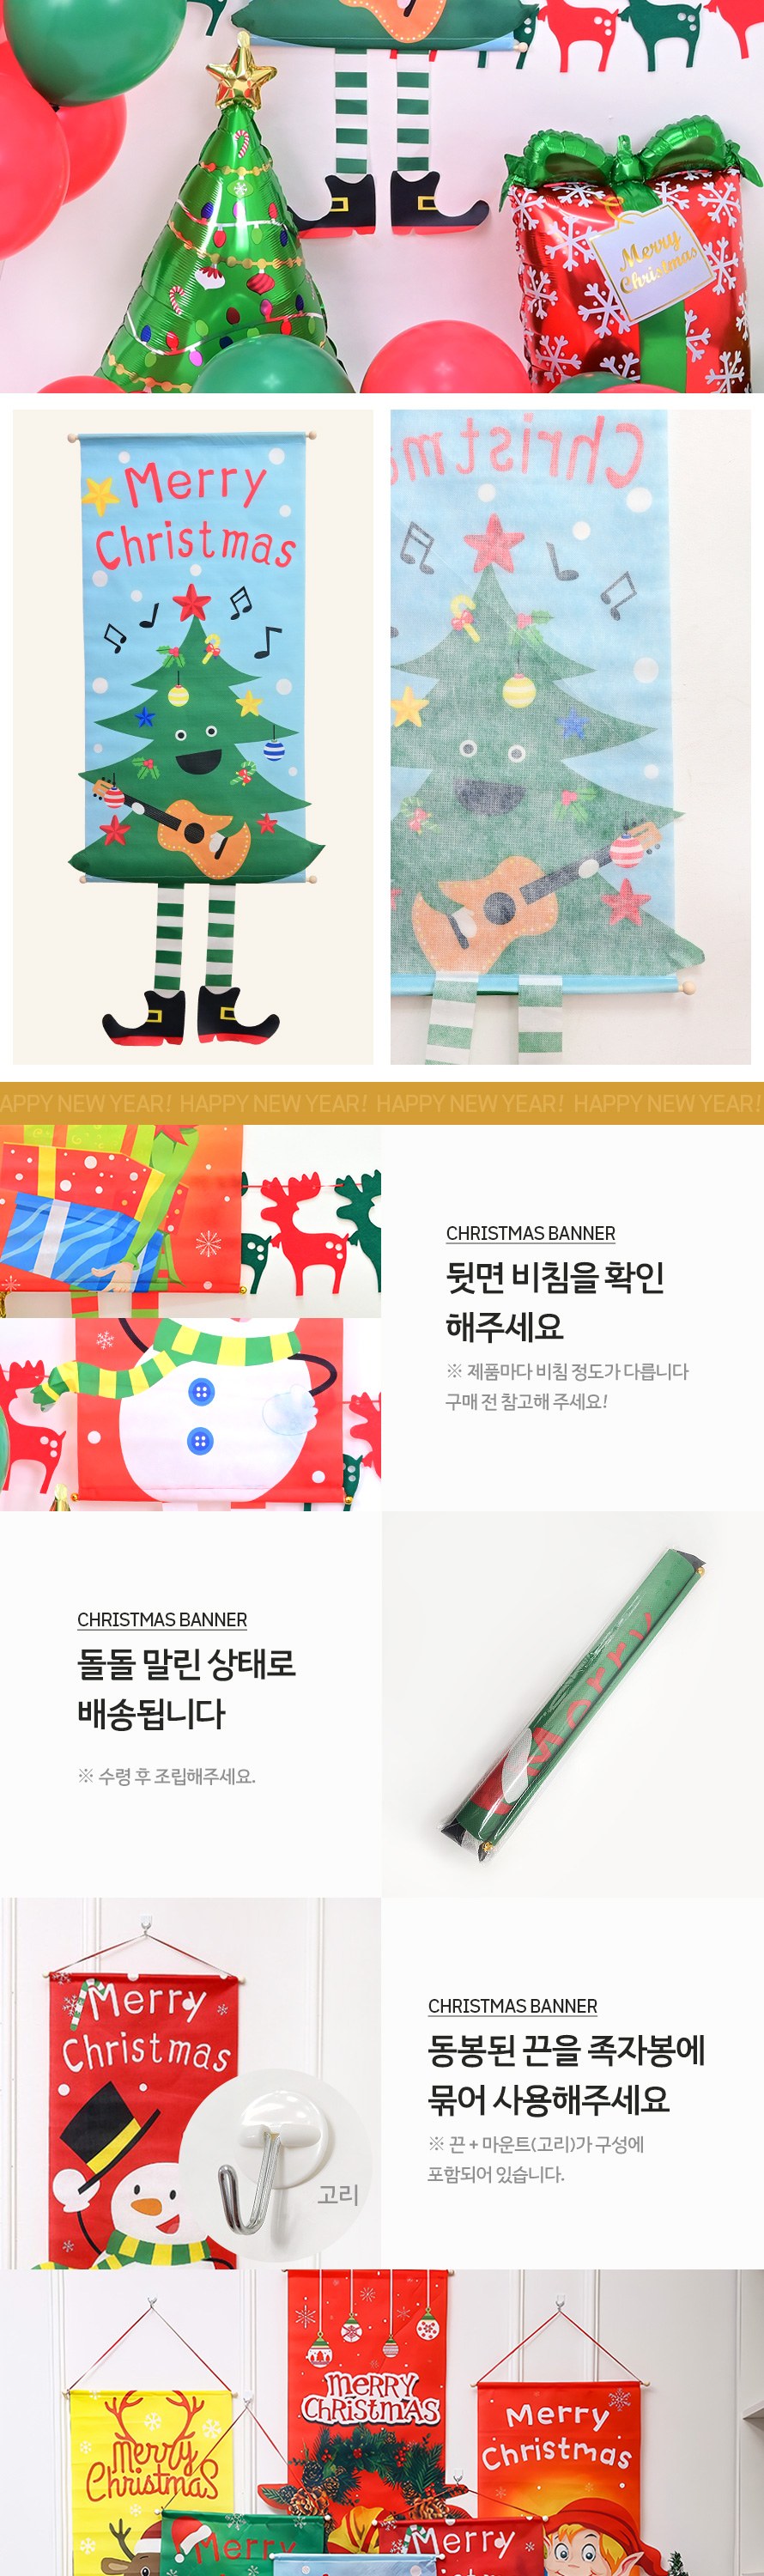 Merry
Christmas
Merry
Christmas
Christma
APPY NEW YEAR! HAPPY NEW YEAR! HAPPY NEW YEAR! HAPPY NEW YEAR!
CHRISTMAS BANNER
뒷면 비침을 확인
해주세요
※ 제품마다 비침 정도가 다릅니다
구매 전 참고해 주세요!
CHRISTMAS BANNER
돌돌 말린 상태로
배송됩니다
※ 수령 후 조립해주세요.
Merry
Merry
Christmas
고리
CHRISTMAS BANNER
동봉된 끈을 족자봉에
묶어 사용해주세요
※ 끈 + 마운트(고리)가 구성에
포함되어 있습니다.
MERRY
CHRISTMAS
Merry
Christmas
Merry
Christmas
Merry
Merry